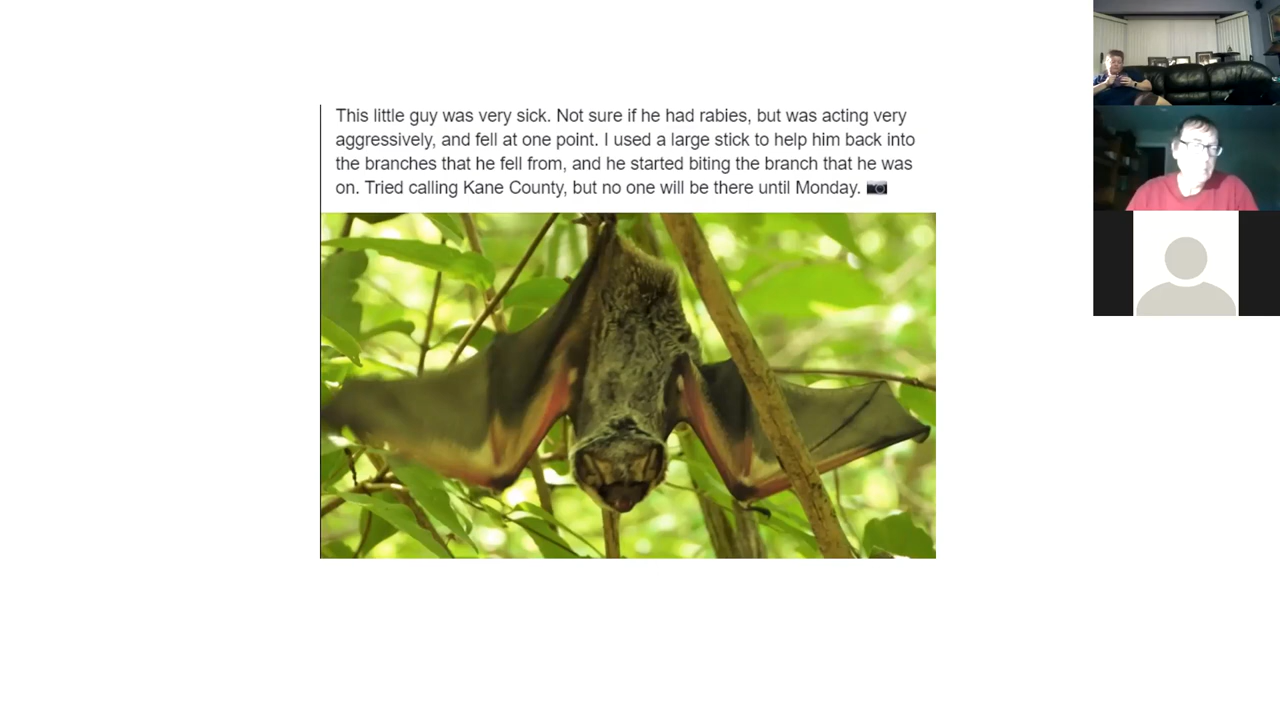 This little guy was very sick. Not sure if he had rabies, but was acting very
aggressively, and fell at one point. I used a large stick to help him back into
the branches that he fell from, and he started biting the branch that he was
on. Tried calling Kane County, but no one will be there until Monday. 📷